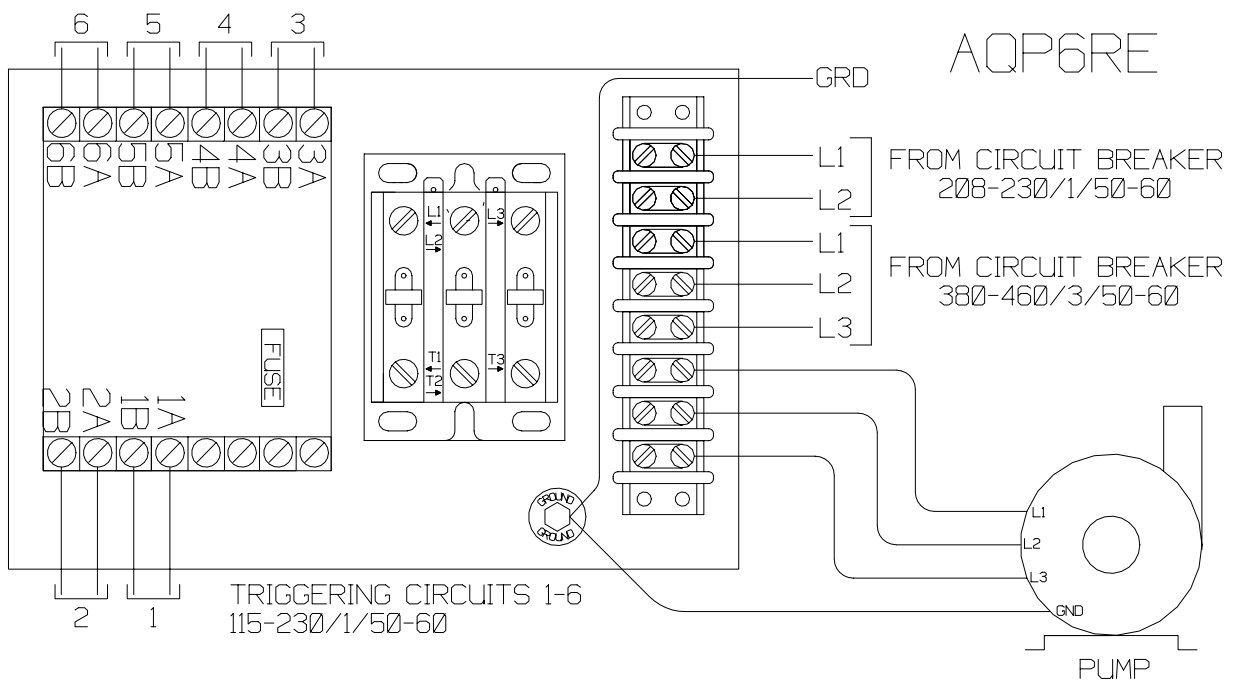 6
5
4
3
AQP6RE
GRD
6B
6A
5B
5A
4B
4A
3B
3A
L1
L2
FROM CIRCUIT BREAKER
208-230/1/50-60
L1
L2
L3
FROM CIRCUIT BREAKER
380-460/3/50-60
L1
L2
L3
T1
T2
T3
FUSE
2B
2A
1B
1A
GROUND
GROUND
L1
L2
L3
GND
2
1
TRIGGERING CIRCUITS 1-6
115-230/1/50-60
PUMP